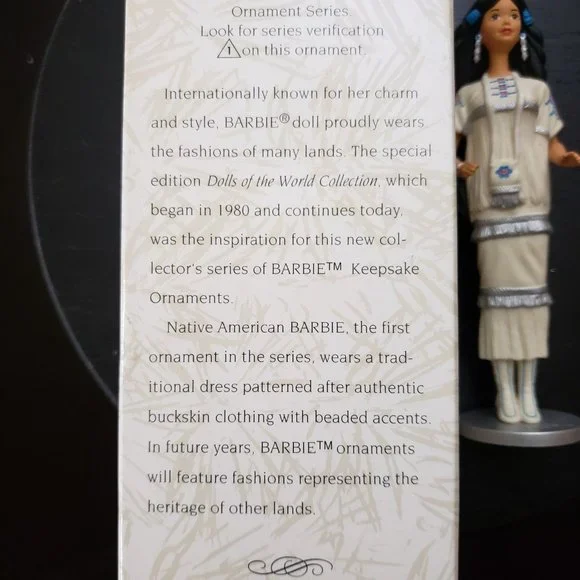 Ornament Series.
Look for series verification
1 on this ornament.
Internationally known for her charm
and style, BARBIE® doll proudly wears
the fashions of many lands. The special
edition Dolls of the World Collection, which
began in 1980 and continues today,
was the inspiration for this new col-
lector's series of BARBIE™ Keepsake
Ornaments.
Native American BARBIE, the first
ornament in the series, wears a trad-
itional dress patterned after authentic
buckskin clothing with beaded accents.
In future years, BARBIE™ ornaments
will feature fashions representing the
heritage of other lands.